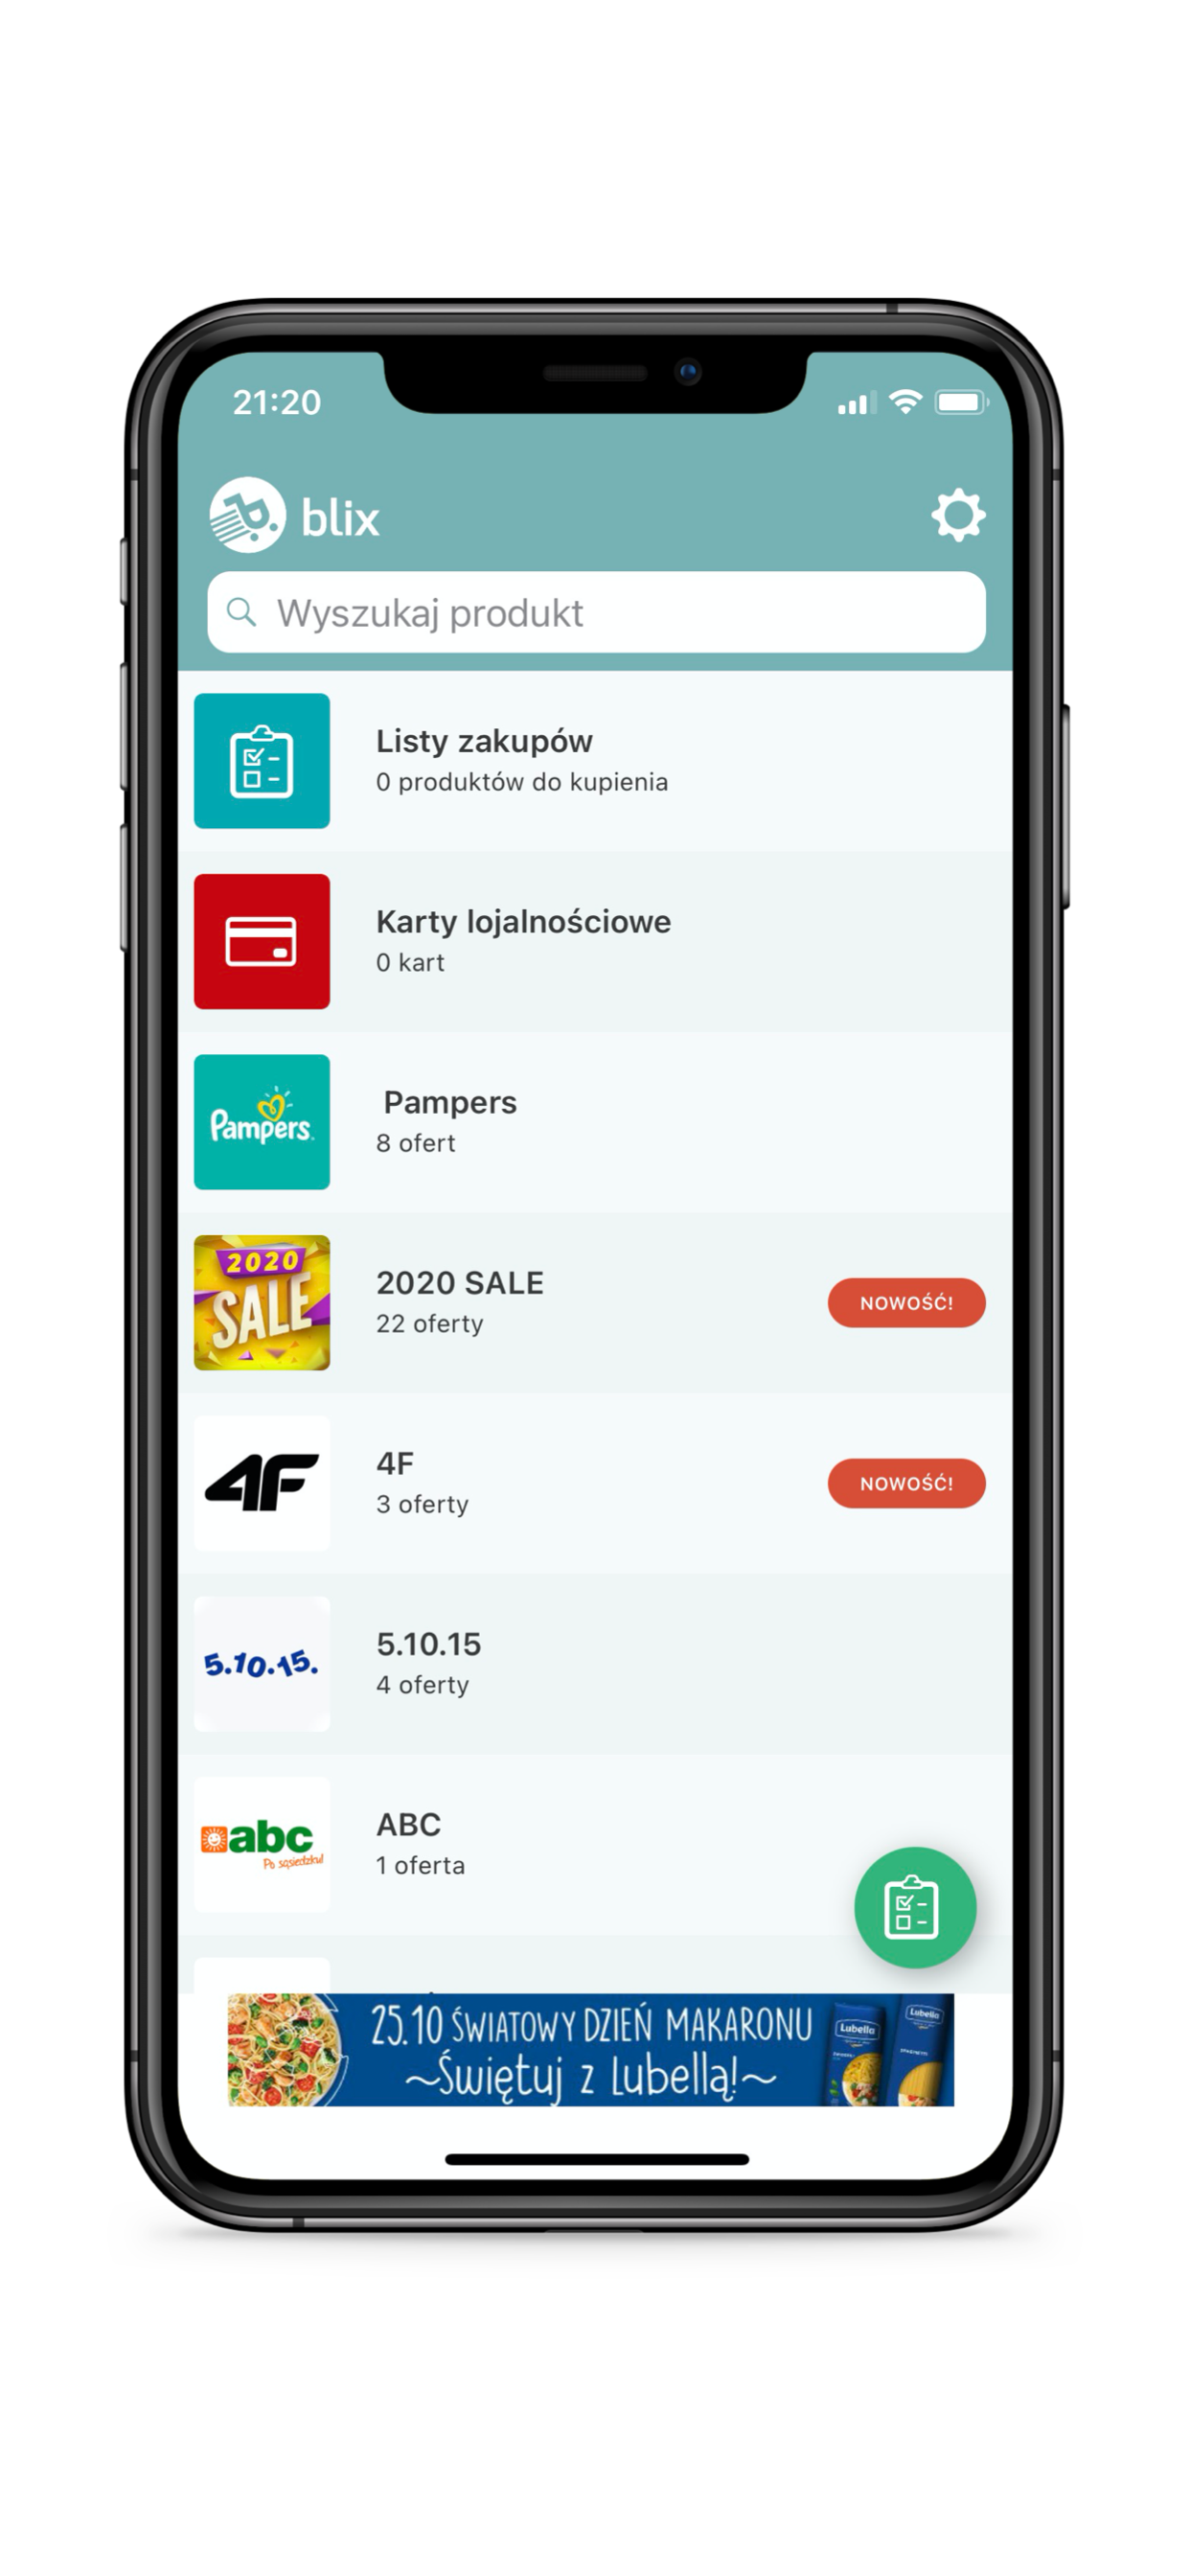 21:20
blix
Wyszukaj produkt
Listy zakupów
0 produktów do kupienia
Karty lojalnościowe
0 kart
Pampers
Pampers
8 ofert
2020
SALE
2020 SALE
22 oferty
NOWOŚĆ!
4F
4F
3 oferty
NOWOŚĆ!
5.10.15.
5.10.15
4 oferty
abc
Po sąsiedzku!
ABC
1 oferta
25.10 ŚWIATOWY DZIEŃ MAKARONU
~Świętuj z Lubellą!~
Lubella
Lubella